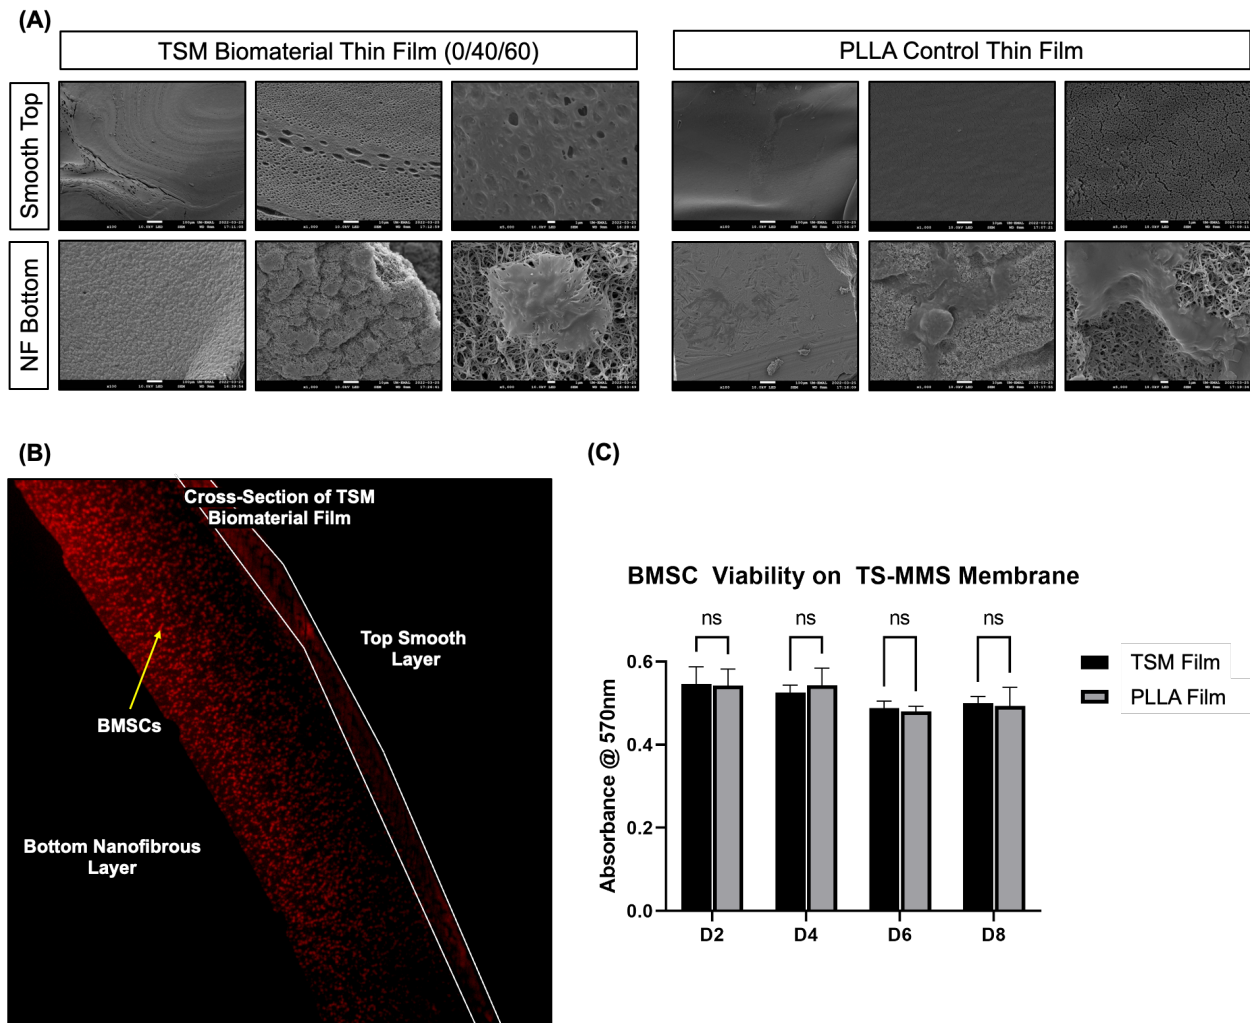 (A)
TSM Biomaterial Thin Film (0/40/60)
PLLA Control Thin Film
Smooth Top
NF Bottom
(B)
Cross-Section of TSM
Biomaterial Film
Top Smooth
Layer
BMSCs
Bottom Nanofibrous
Layer
(C)
BMSC Viability on TS-MMS Membrane
ns ns ns ns
TSM Film
PLLA Film
Absorbance @ 570nm
0.6
0.4
0.2
0.0
D2 D4 D6 D8